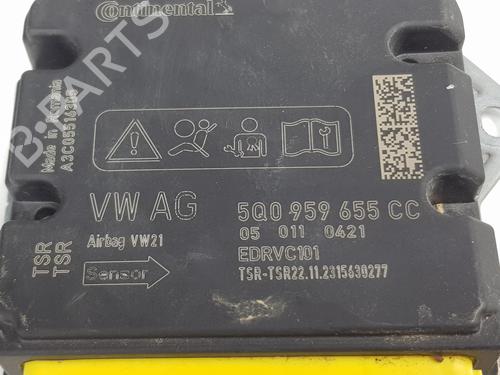 Continental
B-PARTS
Made in Romania
A3C0551630
VW AG
5Q0 959 655 CC
05 011 0421
Airbag VW21
EDRVC101
TSR
TSR
Sensor
TSR-TSR22.11.2315630277